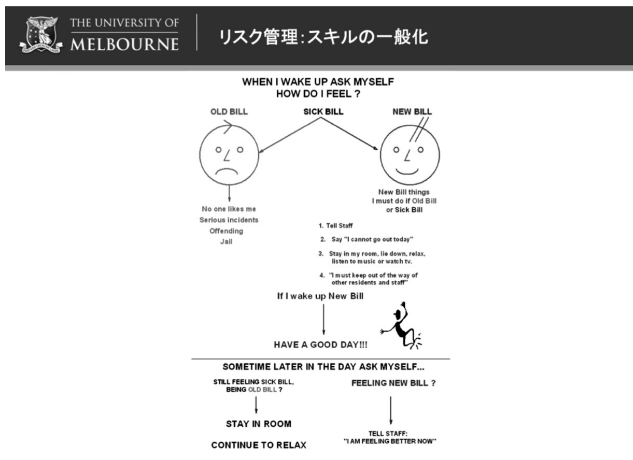 THE UNIVERSITY OF
MELBOURNE
リスク管理：スキルの一般化
WHEN I WAKE UP ASK MYSELF
HOW DO I FEEL ?
OLD BILL
SICK BILL
NEW BILL
No one likes me
Serious incidents
Offending
Jail
New Bill things
I must do if Old Bill
or Sick Bill
1. Tell Staff
2. Say "I cannot go out today"
3. Stay in my room, lie down, relax,
listen to music or watch tv.
4. "I must keep out of the way of
other residents and staff"
If I wake up New Bill
HAVE A GOOD DAY!!!
SOMETIME LATER IN THE DAY ASK MYSELF...
STILL FEELING SICK BILL,
BEING OLD BILL ?
STAY IN ROOM
CONTINUE TO RELAX
FEELING NEW BILL ?
TELL STAFF:
"I AM FEELING BETTER NOW"